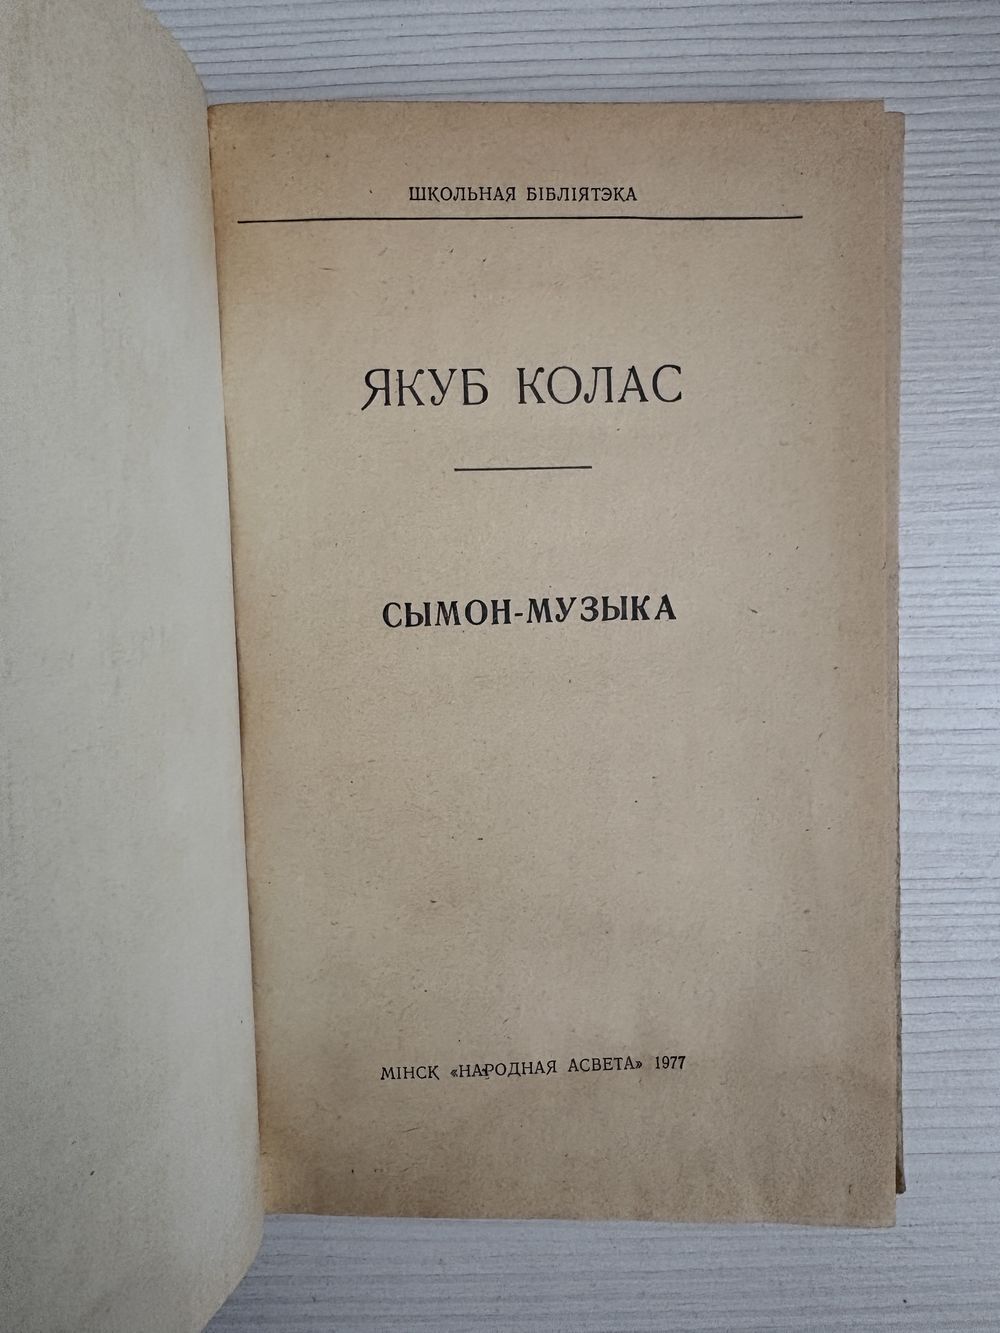 ШКОЛЬНАЯ БІБЛІЯТЭКА
ЯКУБ КОЛАС
СЫМОН-МУЗЫКА
МІНСК «НАРОДНАЯ АСВЕТА» 1977